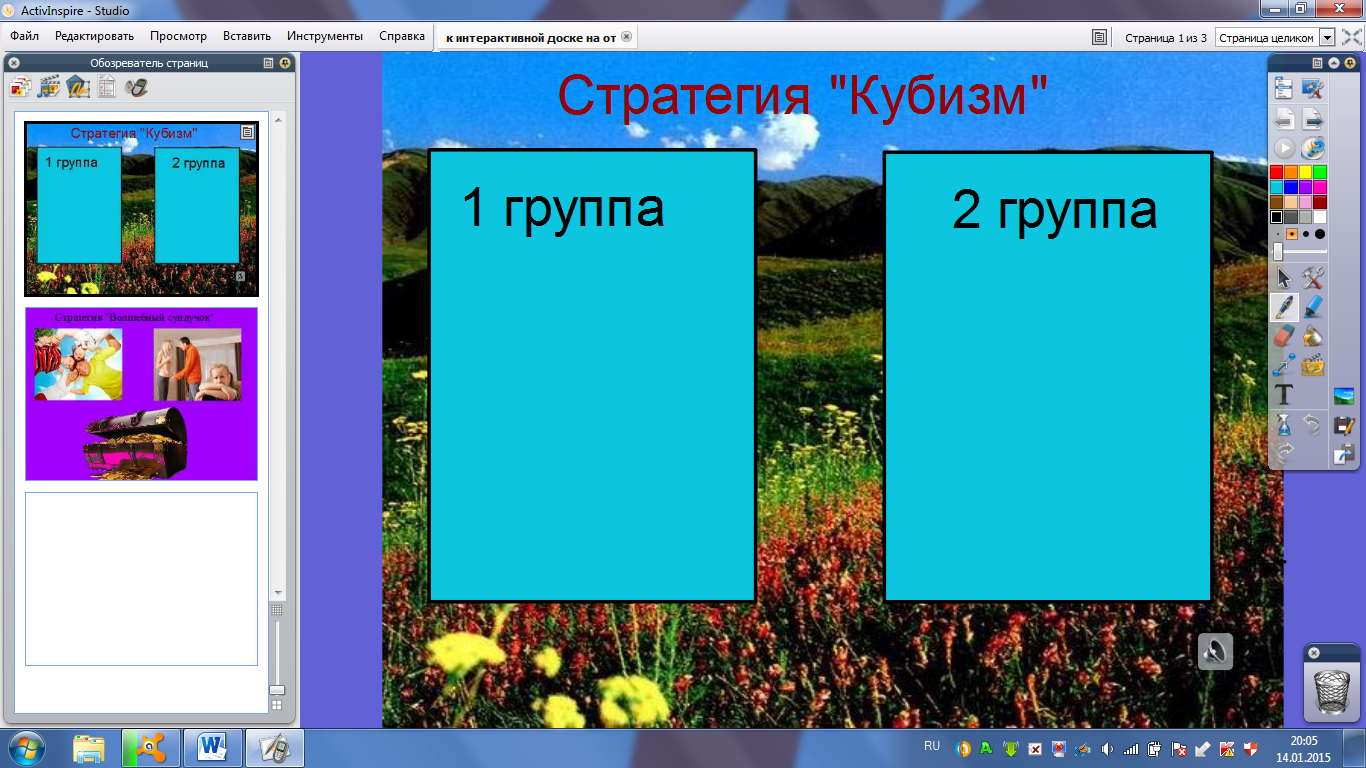 ActivInspire - Studio
Файл Редактировать Просмотр Вставить Инструменты Справка
к интерактивной доске на от
Страница 1 из 3
Страница целиком
Обозреватель страниц
Стратегия "Кубизм"
1 группа
2 группа
Стратегия "Волшебный сундучок"
Стратегия "Кубизм"
1 группа
2 группа
T
W
RU
20:05
14.01.2015